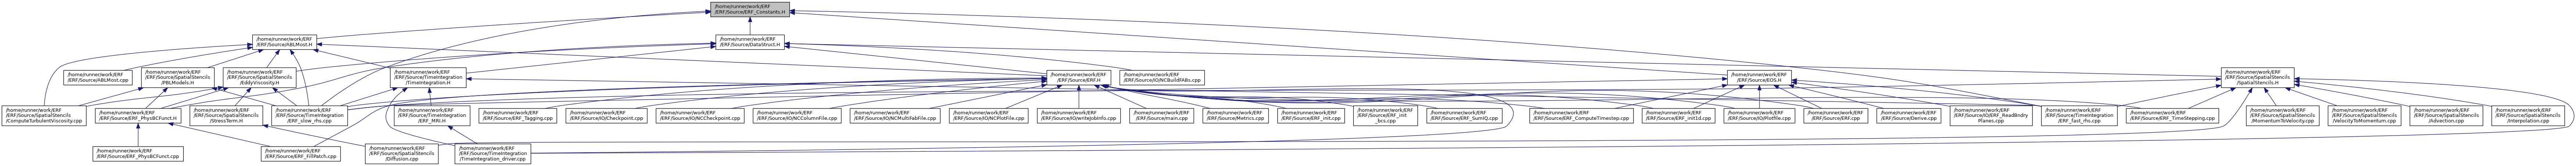 /home/runner/work/ERF
/ERF/Source/ERF_Constants.H
/home/runner/work/ERF
/ERF/Source/ABLMost.H
/home/runner/work/ERF
/ERF/Source/DataStruct.H
/home/runner/work/ERF
/ERF/Source/ABLMost.cpp
/home/runner/work/ERF
/ERF/Source/SpatialStencils
/PBLModels.H
/home/runner/work/ERF
/ERF/Source/SpatialStencils
/EddyViscosity.H
/home/runner/work/ERF
/ERF/Source/TimeIntegration
/TimeIntegration.H
/home/runner/work/ERF
/ERF/Source/ERF.H
/home/runner/work/ERF
/ERF/Source/IO/NCBuildFABs.cpp
/home/runner/work/ERF
/ERF/Source/EOS.H
/home/runner/work/ERF
/ERF/Source/SpatialStencils
/SpatialStencils.H
/home/runner/work/ERF
/ERF/Source/SpatialStencils
/ComputeTurbulentViscosity.cpp
/home/runner/work/ERF
/ERF/Source/ERF_PhysBCFunct.H
/home/runner/work/ERF
/ERF/Source/SpatialStencils
/StressTerm.H
/home/runner/work/ERF
/ERF/Source/TimeIntegration
/ERF_slow_rhs.cpp
/home/runner/work/ERF
/ERF/Source/TimeIntegration
/ERF_MRI.H
/home/runner/work/ERF
/ERF/Source/ERF_Tagging.cpp
/home/runner/work/ERF
/ERF/Source/IO/Checkpoint.cpp
/home/runner/work/ERF
/ERF/Source/IO/NCCheckpoint.cpp
/home/runner/work/ERF
/ERF/Source/IO/NCColumnFile.cpp
/home/runner/work/ERF
/ERF/Source/IO/NCMultiFabFile.cpp
/home/runner/work/ERF
/ERF/Source/IO/NCPlotFile.cpp
/home/runner/work/ERF
/ERF/Source/IO/writeJobInfo.cpp
/home/runner/work/ERF
/ERF/Source/main.cpp
/home/runner/work/ERF
/ERF/Source/Metrics.cpp
/home/runner/work/ERF
/ERF/Source/ERF_init.cpp
/home/runner/work/ERF
/ERF/Source/ERF_init
_bcs.cpp
/home/runner/work/ERF
/ERF/Source/ERF_SumIQ.cpp
/home/runner/work/ERF
/ERF/Source/ERF_ComputeTimestep.cpp
/home/runner/work/ERF
/ERF/Source/ERF_init1d.cpp
/home/runner/work/ERF
/ERF/Source/IO/Plotfile.cpp
/home/runner/work/ERF
/ERF/Source/ERF.cpp
/home/runner/work/ERF
/ERF/Source/Derive.cpp
/home/runner/work/ERF
/ERF/Source/IO/ERF_ReadBndry
Planes.cpp
/home/runner/work/ERF
/ERF/Source/TimeIntegration
/ERF_fast_rhs.cpp
/home/runner/work/ERF
/ERF/Source/ERF_TimeStepping.cpp
/home/runner/work/ERF
/ERF/Source/SpatialStencils
/MomentumToVelocity.cpp
/home/runner/work/ERF
/ERF/Source/SpatialStencils
/VelocityToMomentum.cpp
/home/runner/work/ERF
/ERF/Source/SpatialStencils
/Advection.cpp
/home/runner/work/ERF
/ERF/Source/SpatialStencils
/Interpolation.cpp
/home/runner/work/ERF
/ERF/Source/ERF_PhysBCFunct.cpp
/home/runner/work/ERF
/ERF/Source/ERF_FillPatch.cpp
/home/runner/work/ERF
/ERF/Source/SpatialStencils
/Diffusion.cpp
/home/runner/work/ERF
/ERF/Source/TimeIntegration
/TimeIntegration_driver.cpp